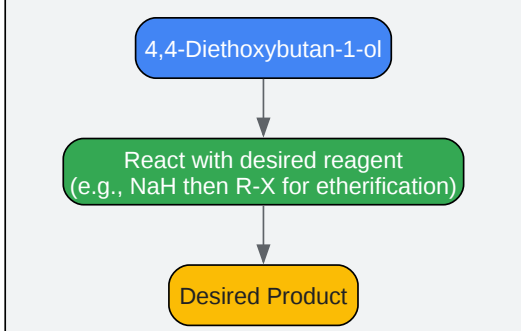 4,4-Diethoxybutan-1-ol
React with desired reagent
(e.g., NaH then R-X for etherification)
Desired Product